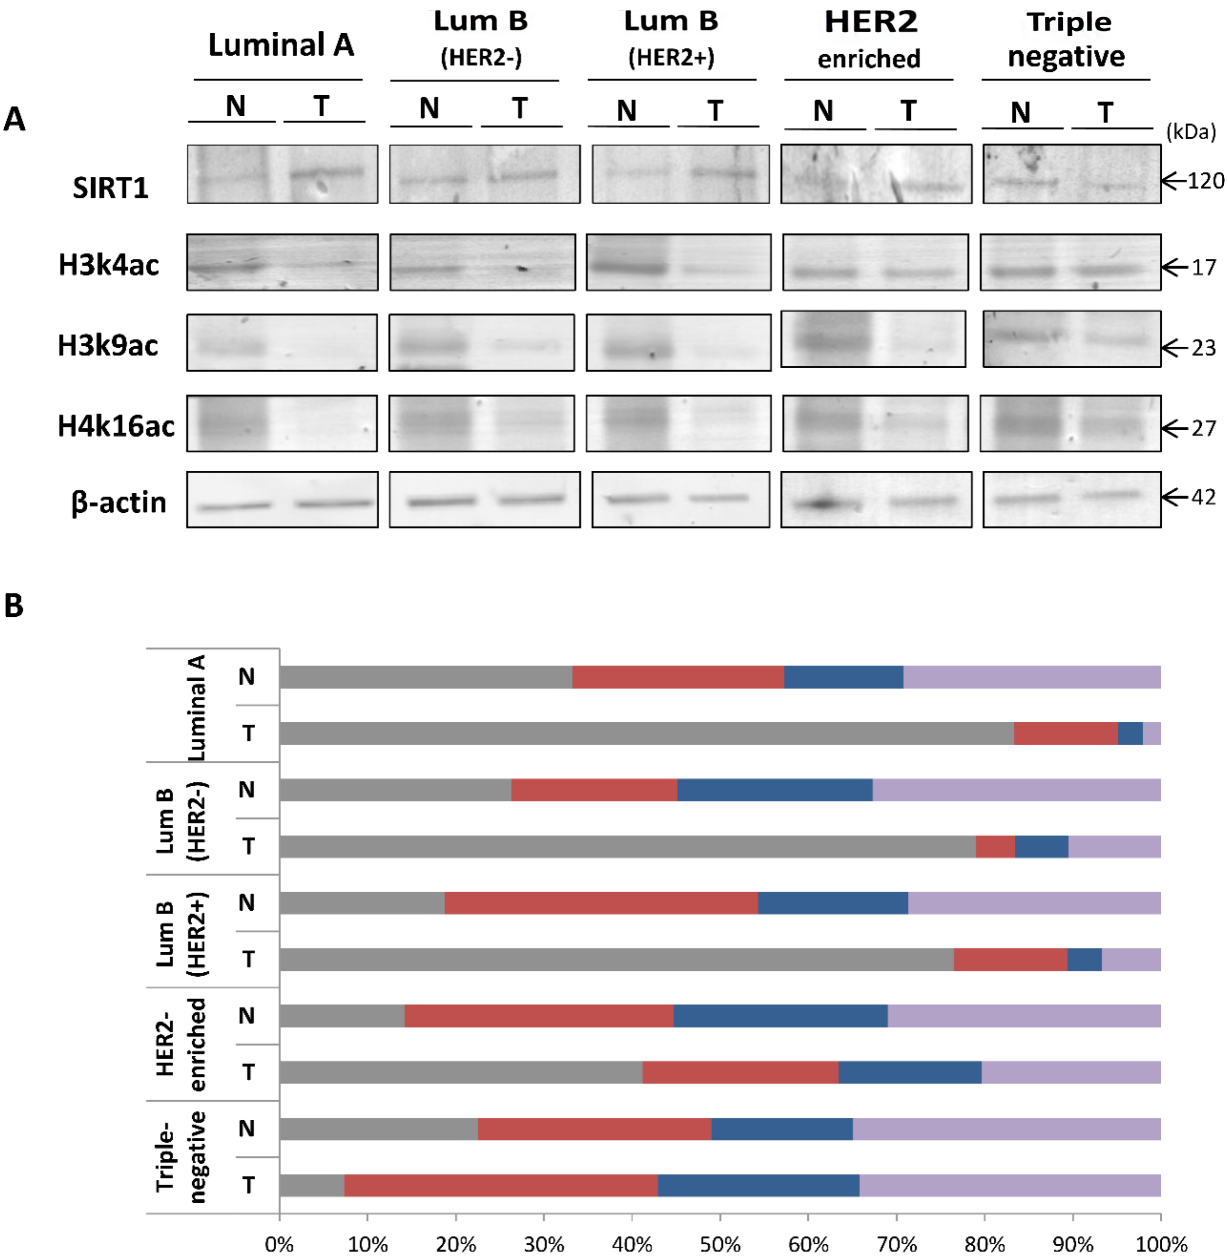 Luminal A
Lum B
(HER2-)
Lum B
(HER2+)
HER2
enriched
Triple
negative
N T N T N T N T N T
A
(kDa)
SIRT1
120
H3k4ac
17
H3k9ac
23
H4k16ac
27
β-actin
42
B
Luminal A
N
T
Lum B
(HER2-)
N
T
Lum B
(HER2+)
N
T
HER2-
enriched
N
T
Triple-
negative
N
T
0% 10% 20% 30% 40% 50% 60% 70% 80% 90% 100%